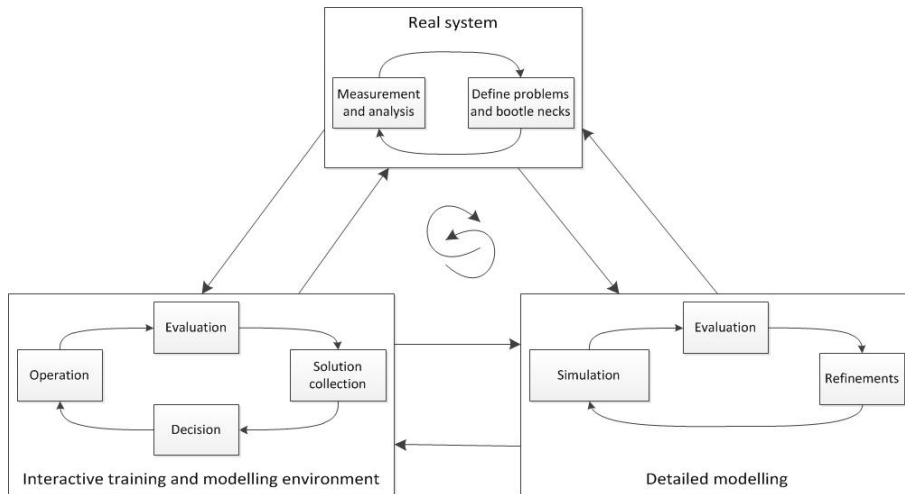 Real system
Measurement
and analysis
Define problems
and bootle necks
Evaluation
Operation
Solution
collection
Decision
Interactive training and modelling environment
Evaluation
Simulation
Refinements
Detailed modelling